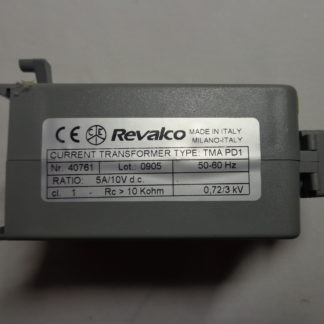 CE Revalco MADE IN ITALY
MILANO-ITALY
CURRENT TRANSFORMER TYPE: TMA PD1
Nr. 40761 Lot.: 0905 50-60 Hz
RATIO: 5A/10V d.c.
cl. 1 - Rc > 10 Kohm 0,72/3 kV